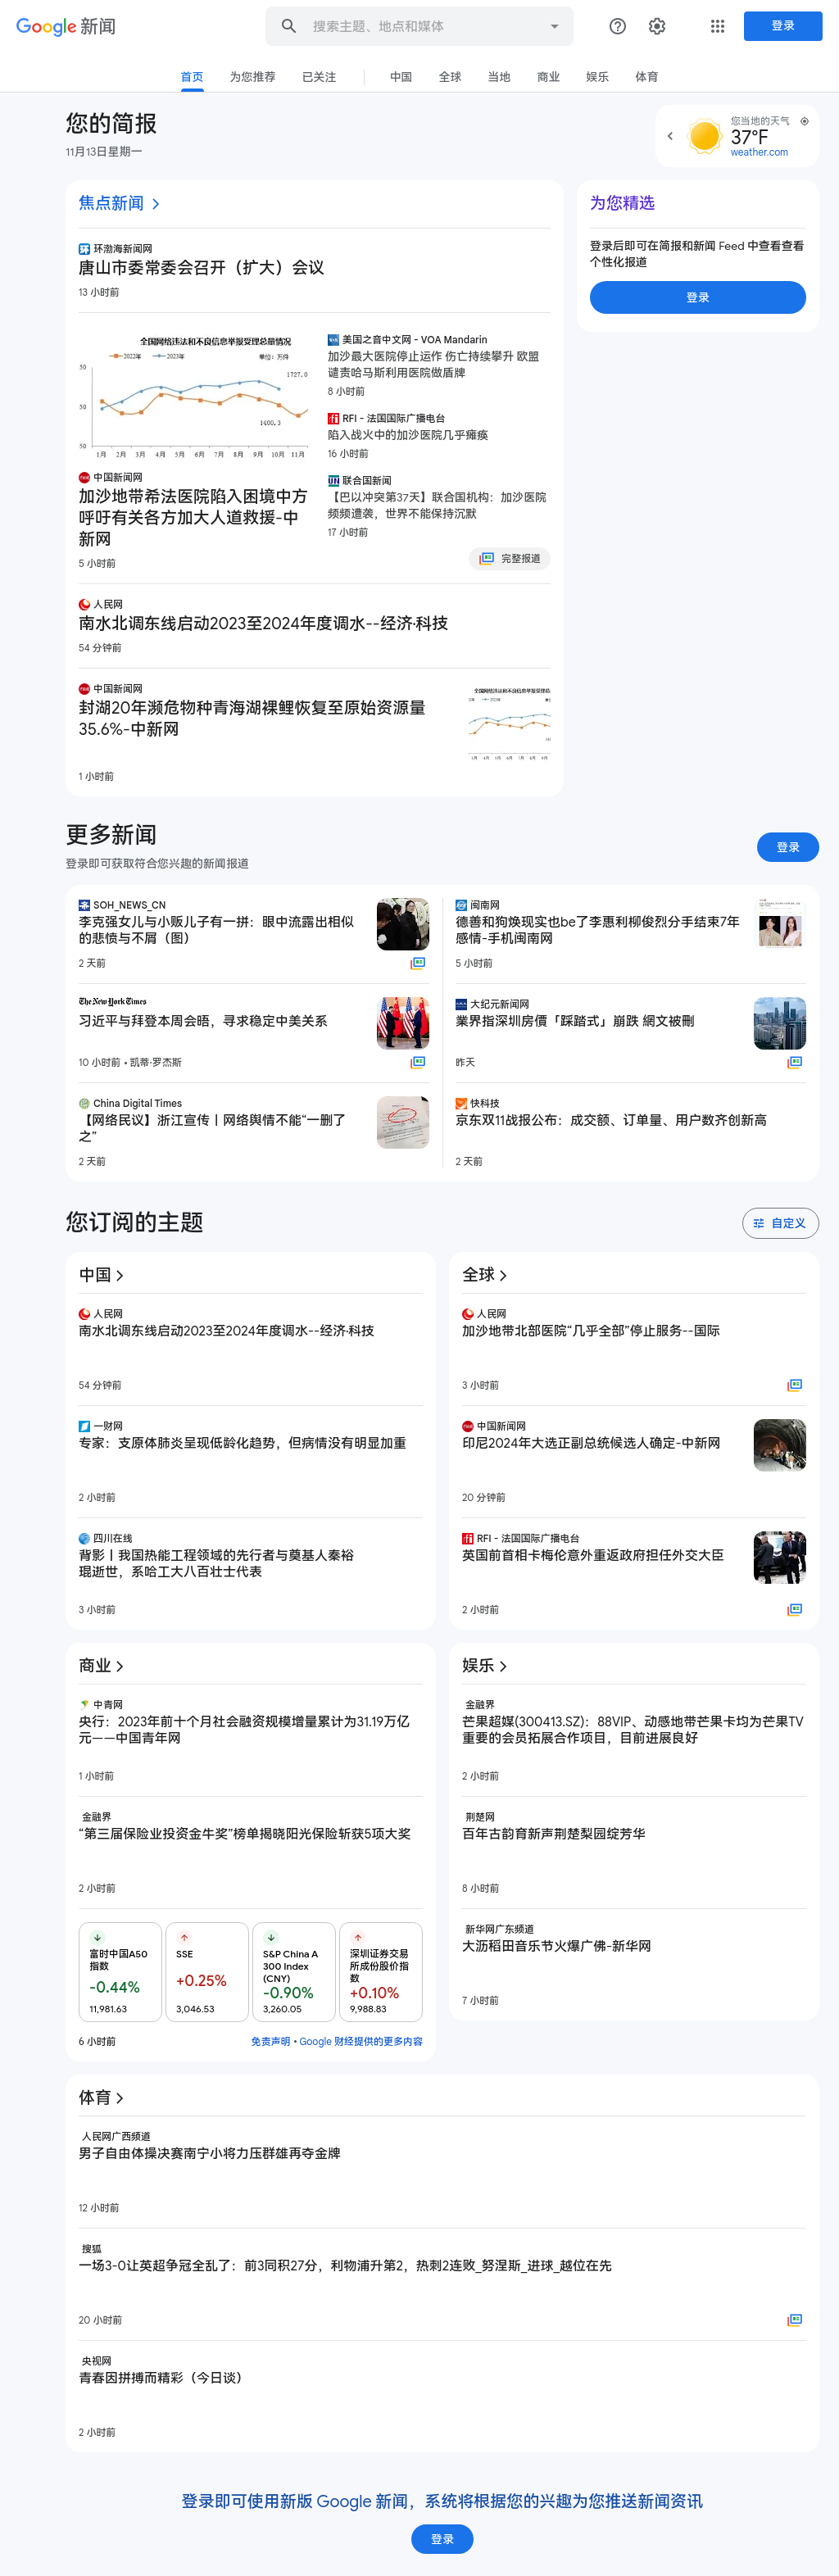 Google 新闻
搜索主题、地点和媒体
登录
首页
为您推荐
已关注
中国
全球
当地
商业
娱乐
体育
您的简报
11月13日星期一
您当地的天气
37°F
weather.com
焦点新闻
环渤海新闻网
唐山市委常委会召开（扩大）会议
13 小时前
全国网络违法和不良信息举报受理总量情况
2022年
2023年
单位：万件
1727.0
1400.3
50
50
50
1月 2月 3月 4月 5月 6月 7月 8月 9月 10月 11月
中国新闻网
加沙地带希法医院陷入困境中方
呼吁有关各方加大人道救援-中
新网
5 小时前
美国之音中文网 - VOA Mandarin
加沙最大医院停止运作 伤亡持续攀升 欧盟
谴责哈马斯利用医院做盾牌
8 小时前
RFI - 法国国际广播电台
陷入战火中的加沙医院几乎瘫痪
16 小时前
联合国新闻
【巴以冲突第37天】联合国机构：加沙医院
频频遭袭，世界不能保持沉默
17 小时前
完整报道
人民网
南水北调东线启动2023至2024年度调水--经济·科技
54 分钟前
中国新闻网
封湖20年濒危物种青海湖裸鲤恢复至原始资源量
35.6%-中新网
1 小时前
为您精选
登录后即可在简报和新闻 Feed 中查看查看
个性化报道
登录
更多新闻
登录即可获取符合您兴趣的新闻报道
登录
SOH_NEWS_CN
李克强女儿与小贩儿子有一拼：眼中流露出相似
的悲愤与不屑（图）
2 天前
The New York Times
习近平与拜登本周会晤，寻求稳定中美关系
10 小时前 • 凯蒂·罗杰斯
China Digital Times
【网络民议】浙江宣传丨网络舆情不能“一删了
之”
2 天前
闽南网
德善和狗焕现实也be了李惠利柳俊烈分手结束7年
感情-手机闽南网
5 小时前
大纪元新闻网
業界指深圳房價「踩踏式」崩跌 網文被刪
昨天
快科技
京东双11战报公布：成交额、订单量、用户数齐创新高
2 天前
您订阅的主题
自定义
中国
人民网
南水北调东线启动2023至2024年度调水--经济·科技
54 分钟前
一财网
专家：支原体肺炎呈现低龄化趋势，但病情没有明显加重
2 小时前
四川在线
背影丨我国热能工程领域的先行者与奠基人秦裕
琨逝世，系哈工大八百壮士代表
3 小时前
全球
人民网
加沙地带北部医院“几乎全部”停止服务--国际
3 小时前
中国新闻网
印尼2024年大选正副总统候选人确定-中新网
20 分钟前
RFI - 法国国际广播电台
英国前首相卡梅伦意外重返政府担任外交大臣
2 小时前
商业
中青网
央行：2023年前十个月社会融资规模增量累计为31.19万亿
元——中国青年网
1 小时前
金融界
“第三届保险业投资金牛奖”榜单揭晓阳光保险斩获5项大奖
2 小时前
富时中国A50
指数
-0.44%
11,981.63
SSE
+0.25%
3,046.53
S&P China A
300 Index
(CNY)
-0.90%
3,260.05
深圳证券交易
所成份股价指
数
+0.10%
9,988.83
6 小时前
免责声明 • Google 财经提供的更多内容
娱乐
金融界
芒果超媒(300413.SZ)：88VIP、动感地带芒果卡均为芒果TV
重要的会员拓展合作项目，目前进展良好
2 小时前
荆楚网
百年古韵育新声荆楚梨园绽芳华
8 小时前
新华网广东频道
大沥稻田音乐节火爆广佛-新华网
7 小时前
体育
人民网广西频道
男子自由体操决赛南宁小将力压群雄再夺金牌
12 小时前
搜狐
一场3-0让英超争冠全乱了：前3同积27分，利物浦升第2，热刺2连败_努涅斯_进球_越位在先
20 小时前
央视网
青春因拼搏而精彩（今日谈）
2 小时前
登录即可使用新版 Google 新闻，系统将根据您的兴趣为您推送新闻资讯
登录